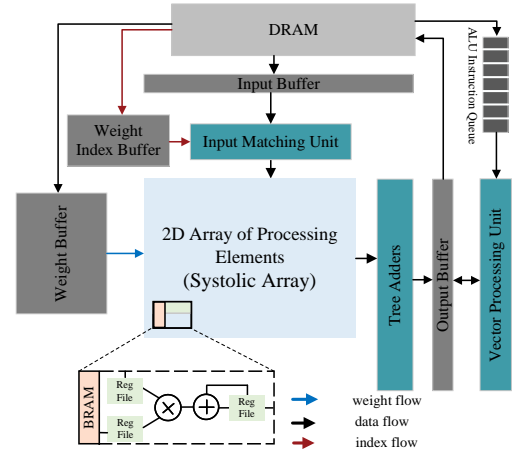 DRAM
ALU Instruction
Queue
Input Buffer
Weight
Index Buffer
Input Matching Unit
Weight Buffer
2D Array of Processing
Elements
(Systolic Array)
Tree Adders
Output Buffer
Vector Processing Unit
BRAM
Reg
File
Reg
File
×
+
Reg
File
weight flow
data flow
index flow